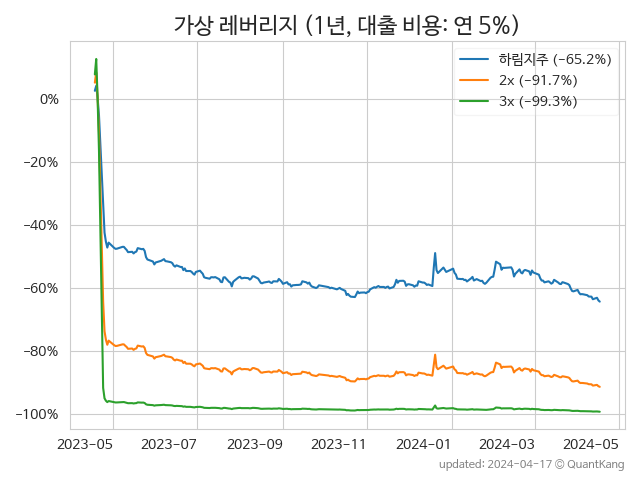 가상 레버리지 (1년, 대출 비용: 연 5%)
하림지주 (−65.2%)
2x (−91.7%)
3x (−99.3%)
0%
−20%
−40%
−60%
−80%
−100%
2023-05 2023-07 2023-09 2023-11 2024-01 2024-03 2024-05
updated: 2024-04-17 © QuantKang